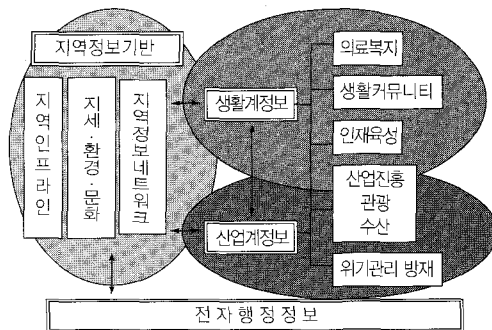 지역정보기반
지역인프라인
지세·환경·문화
지역정보네트워크
생활계정보
산업계정보
의료복지
생활커뮤니티
인재육성
산업진흥
관광
수산
위기관리 방재
전자행정정보